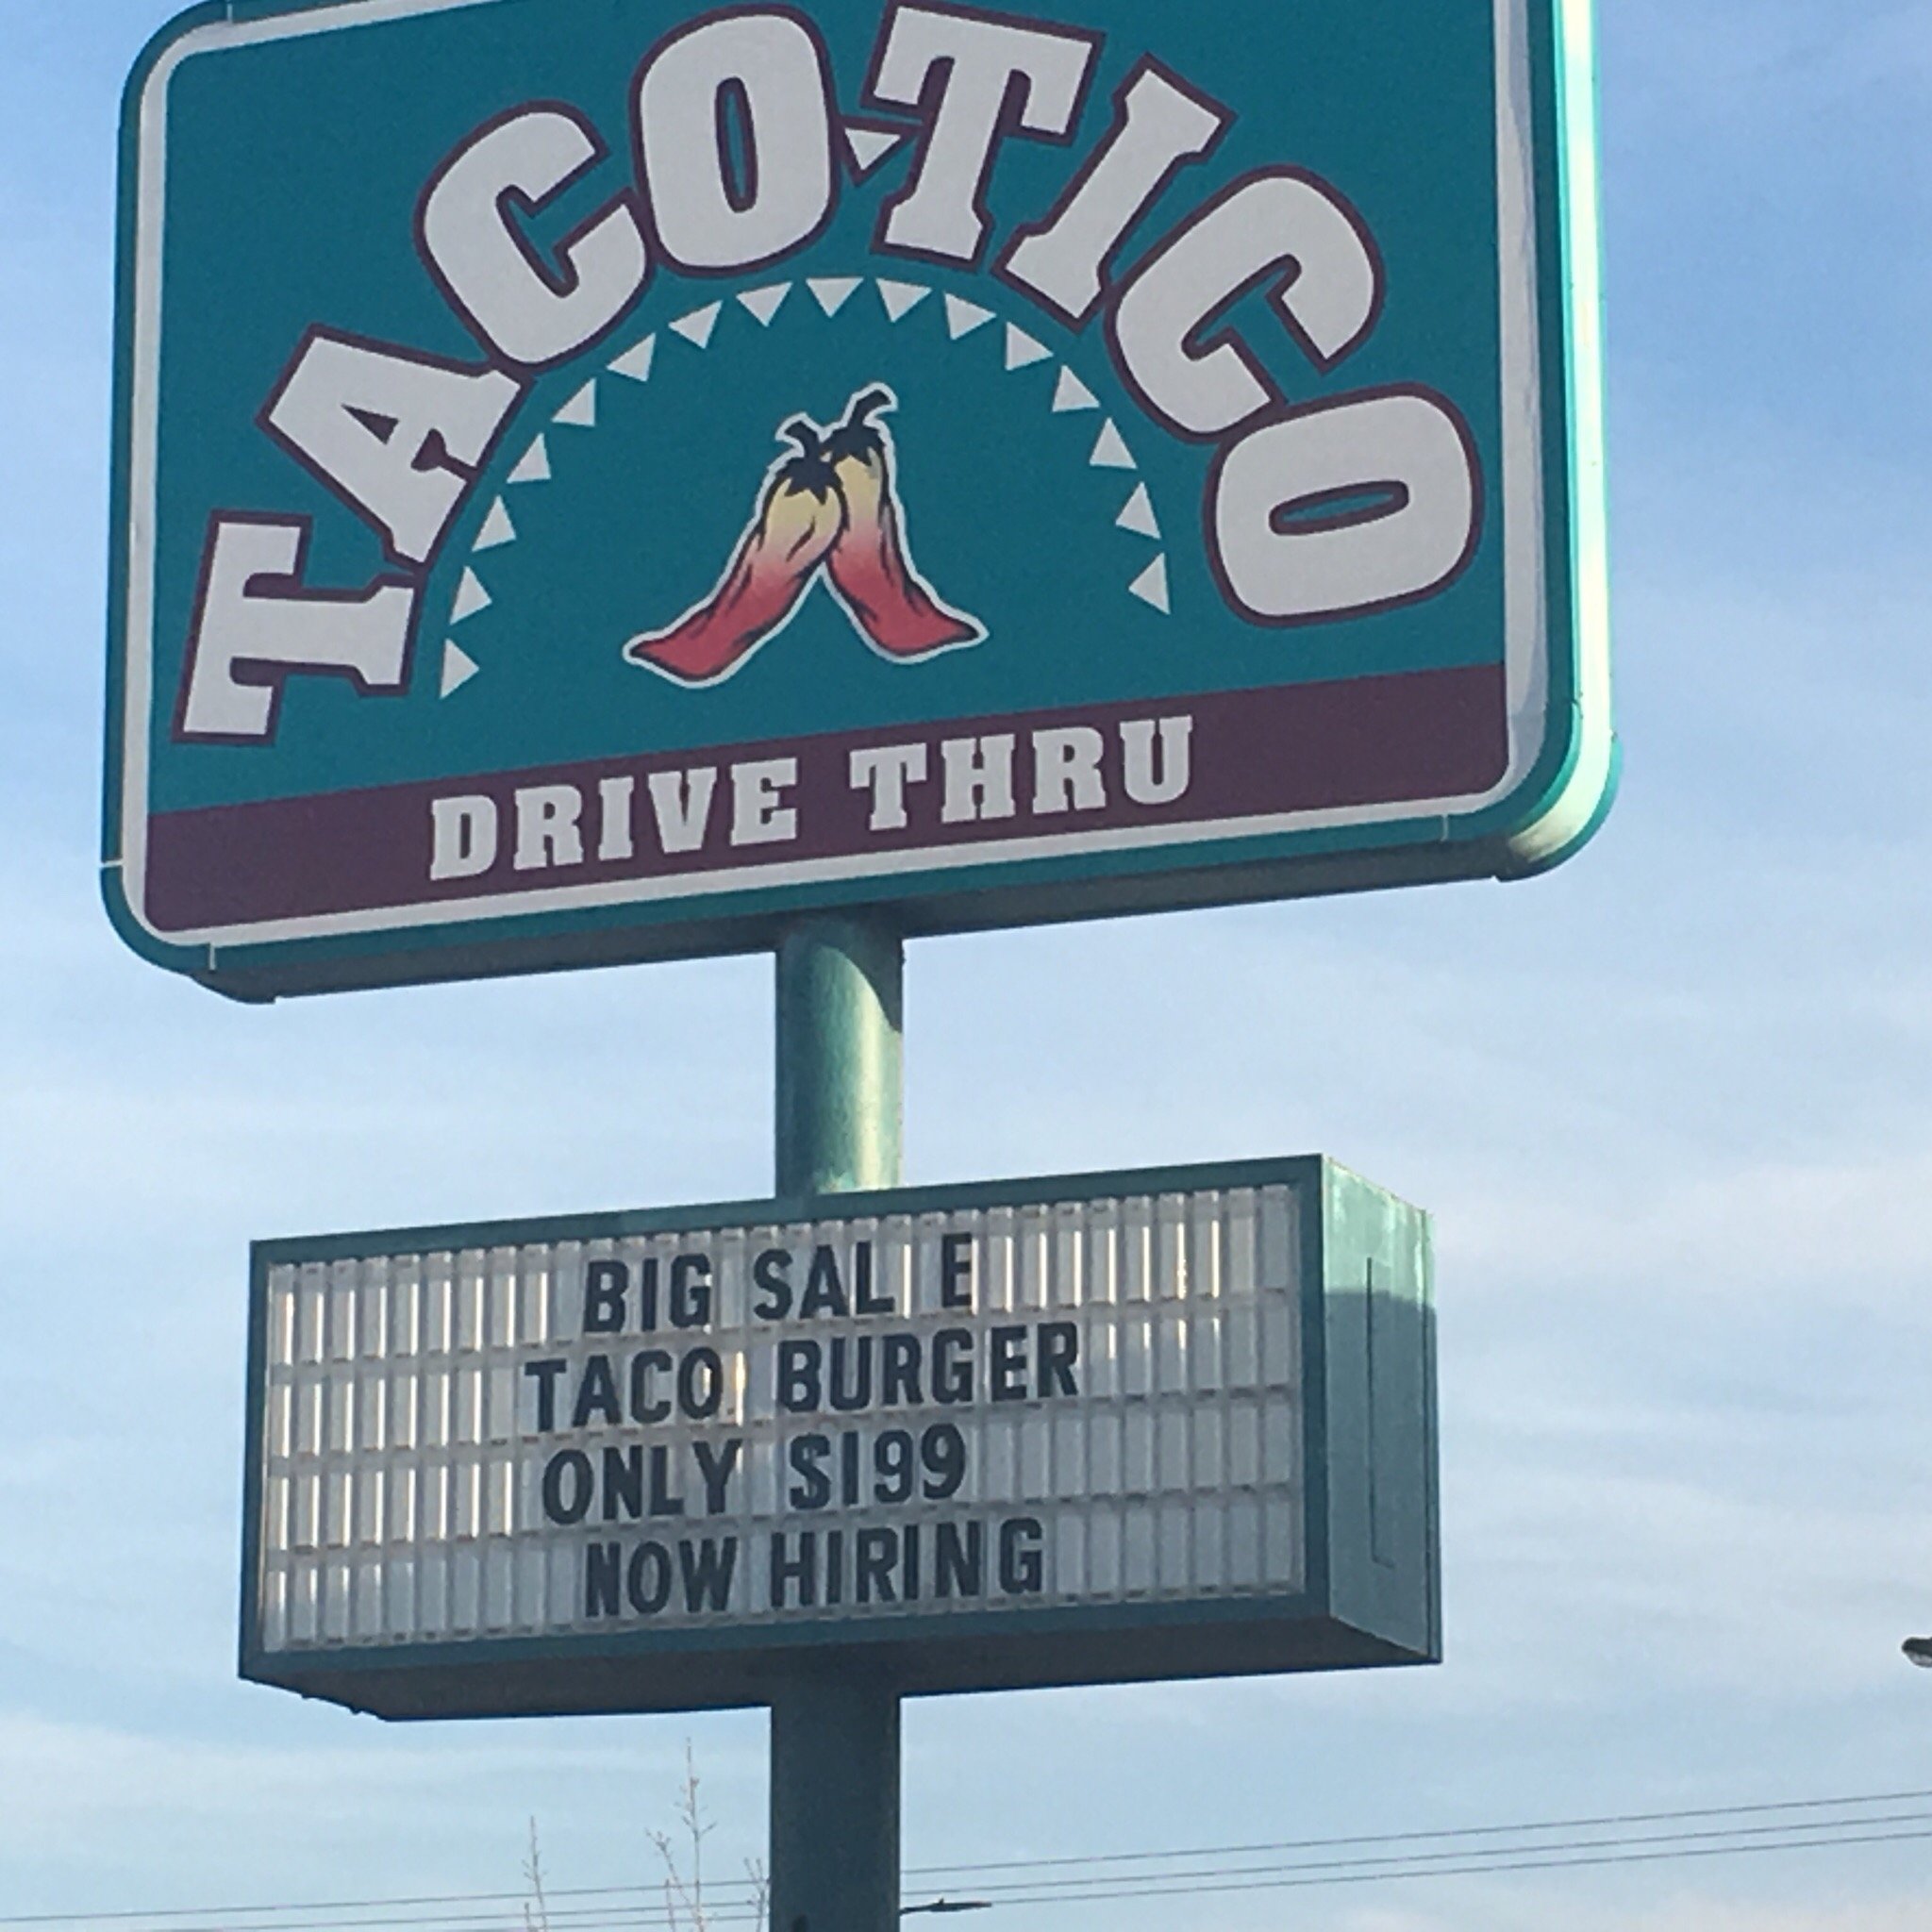 TACO TICO
DRIVE THRU
BIG SAL E
TACO BURGER
ONLY $199
NOW HIRING